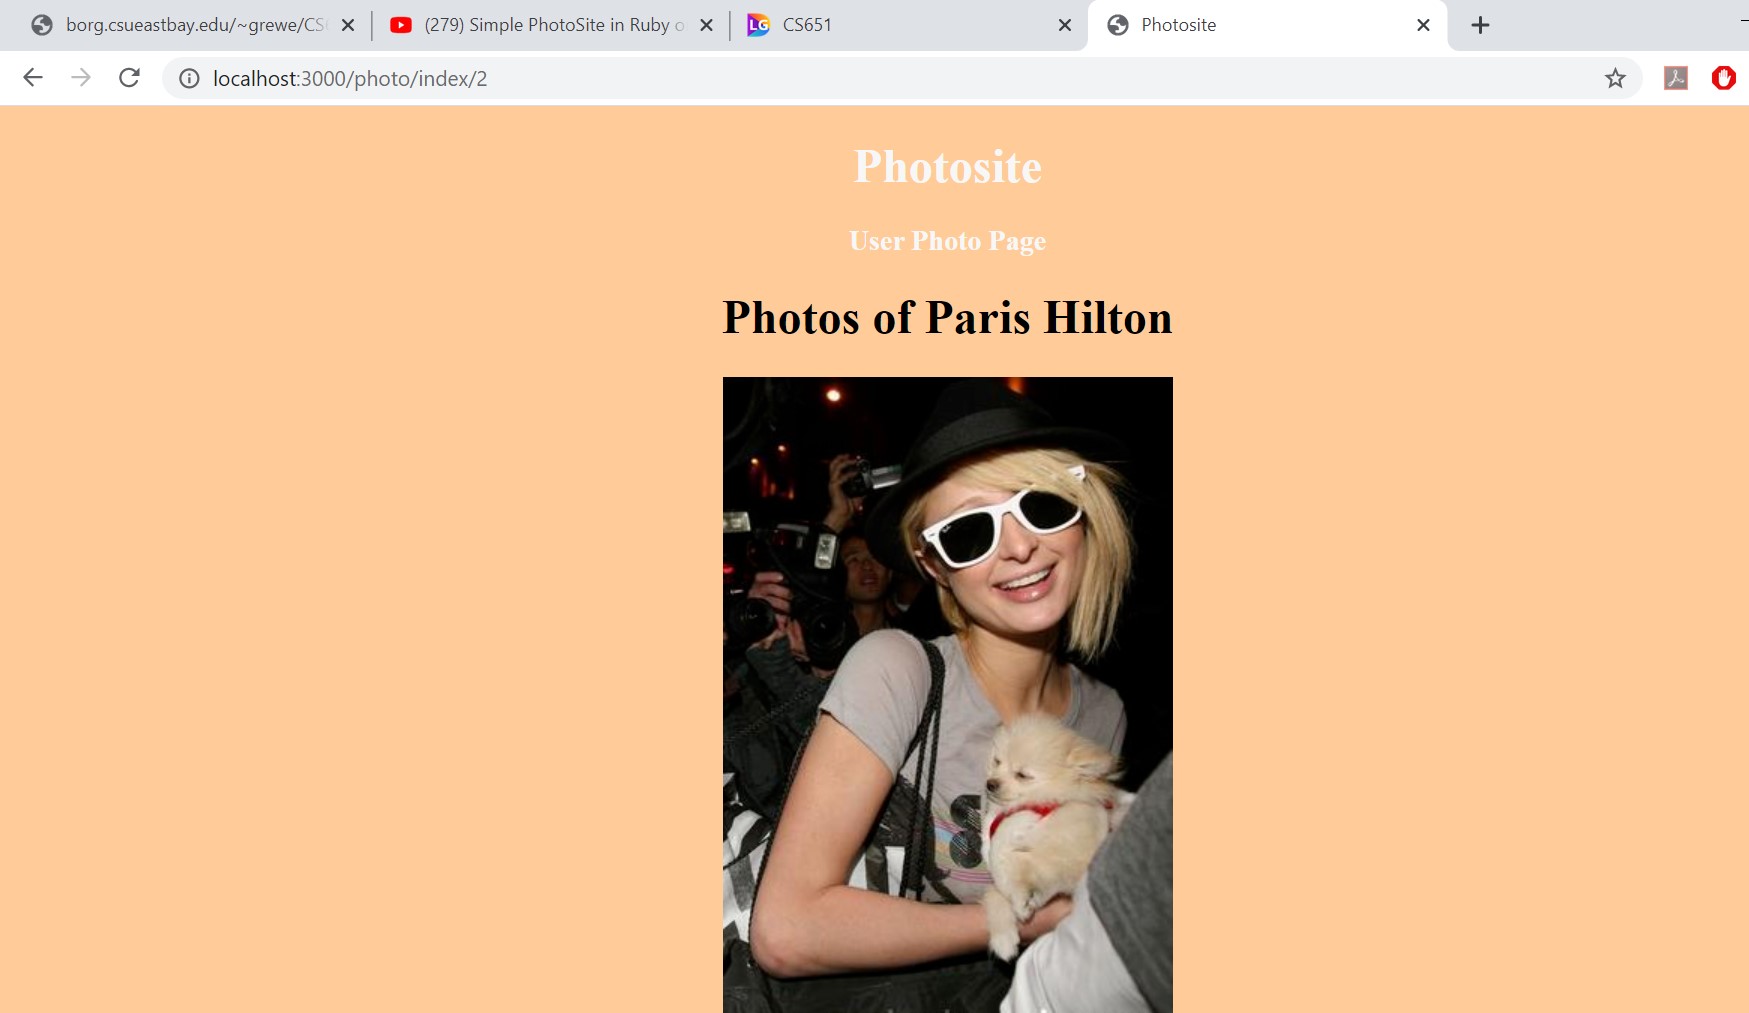 borg.csueastbay.edu/~grewe/CS
(279) Simple PhotoSite in Ruby o
CS651
Photosite
localhost:3000/photo/index/2
Photosite
User Photo Page
Photos of Paris Hilton